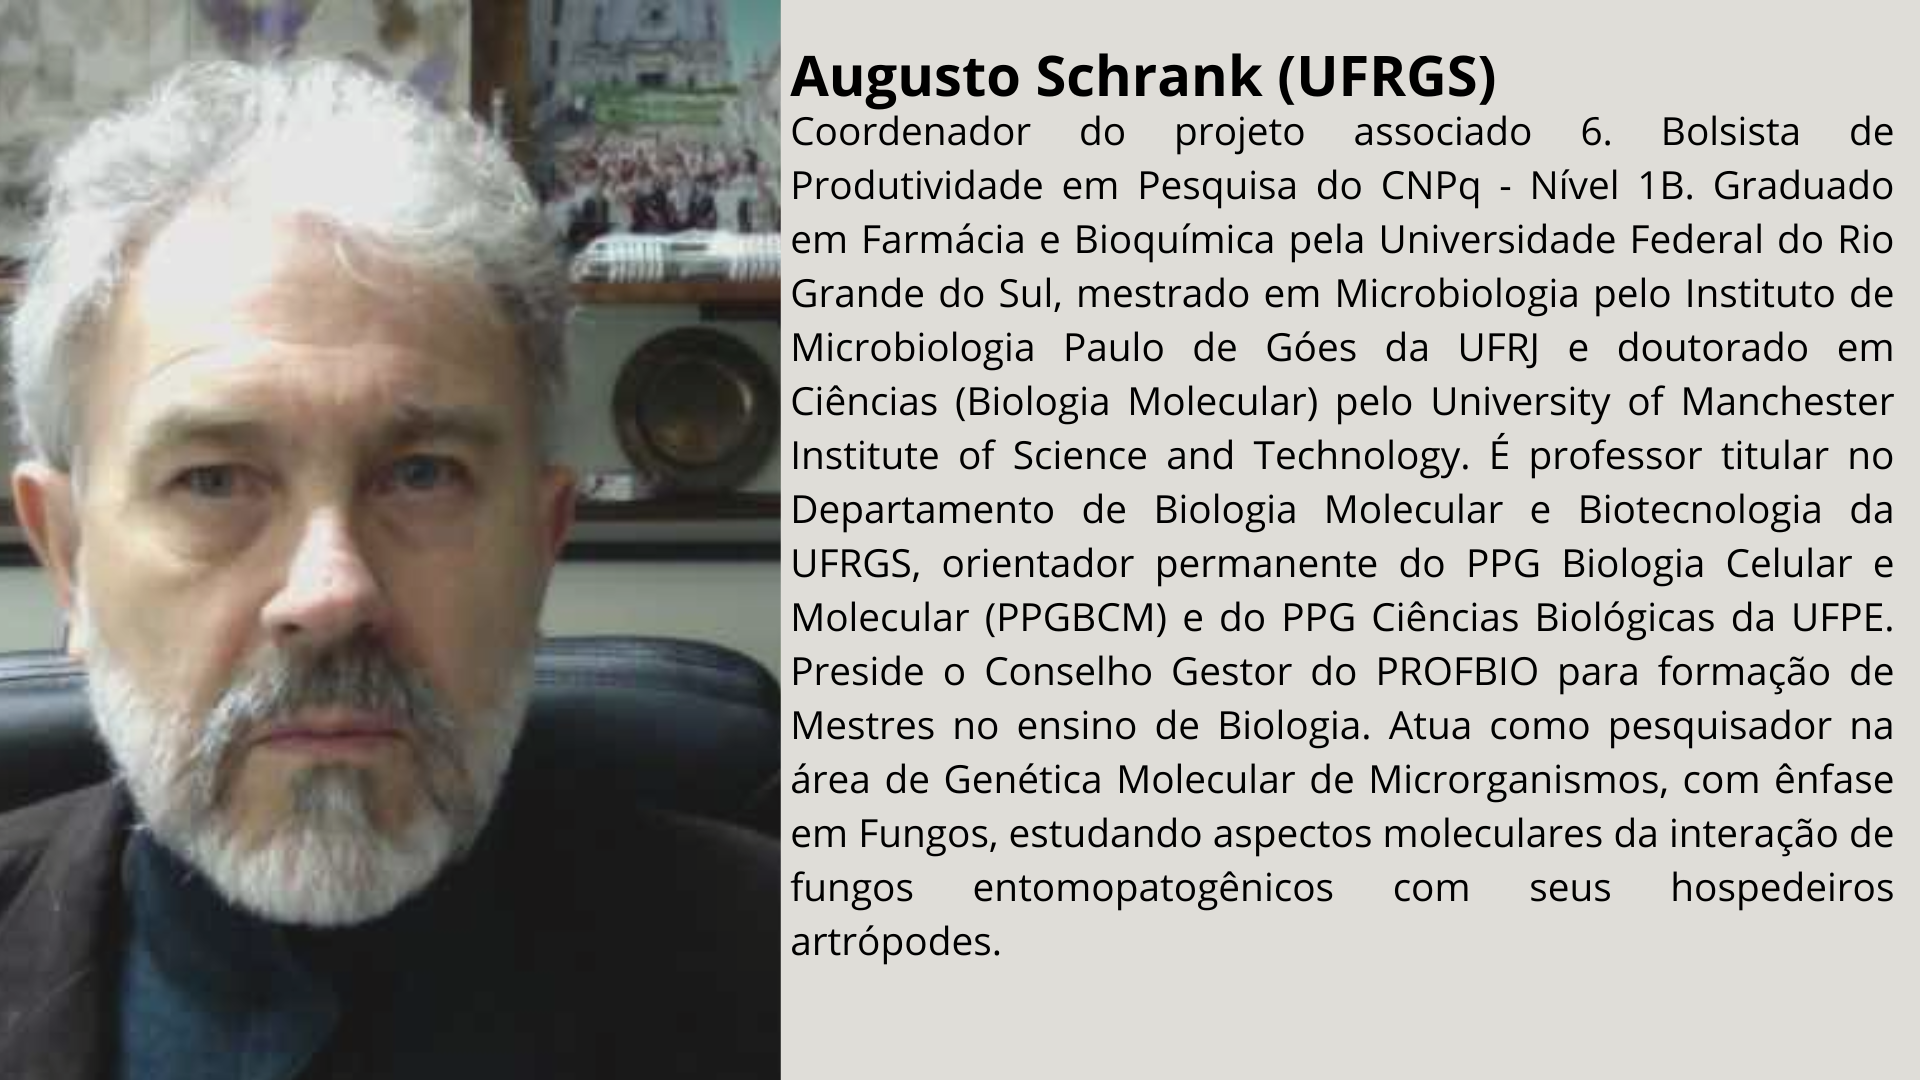 Augusto Schrank (UFRGS)
Coordenador do projeto associado 6. Bolsista de
Produtividade em Pesquisa do CNPq - Nível 1B. Graduado
em Farmácia e Bioquímica pela Universidade Federal do Rio
Grande do Sul, mestrado em Microbiologia pelo Instituto de
Microbiologia Paulo de Góes da UFRJ e doutorado em
Ciências (Biologia Molecular) pelo University of Manchester
Institute of Science and Technology. É professor titular no
Departamento de Biologia Molecular e Biotecnologia da
UFRGS, orientador permanente do PPG Biologia Celular e
Molecular (PPGBCM) e do PPG Ciências Biológicas da UFPE.
Preside o Conselho Gestor do PROFBIO para formação de
Mestres no ensino de Biologia. Atua como pesquisador na
área de Genética Molecular de Microrganismos, com ênfase
em Fungos, estudando aspectos moleculares da interação de
fungos entomopatogênicos com seus hospedeiros
artrópodes.